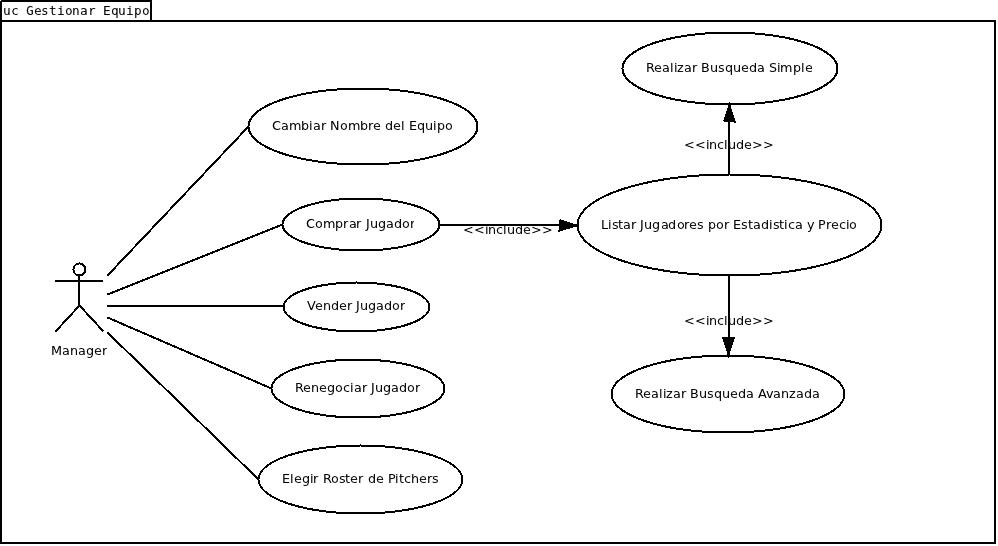 uc Gestionar Equipo
Realizar Busqueda Simple
Cambiar Nombre del Equipo
<<include>>
Comprar Jugador
<<include>>
Listar Jugadores por Estadistica y Precio
Vender Jugador
<<include>>
Manager
Renegociar Jugador
Realizar Busqueda Avanzada
Elegir Roster de Pitchers